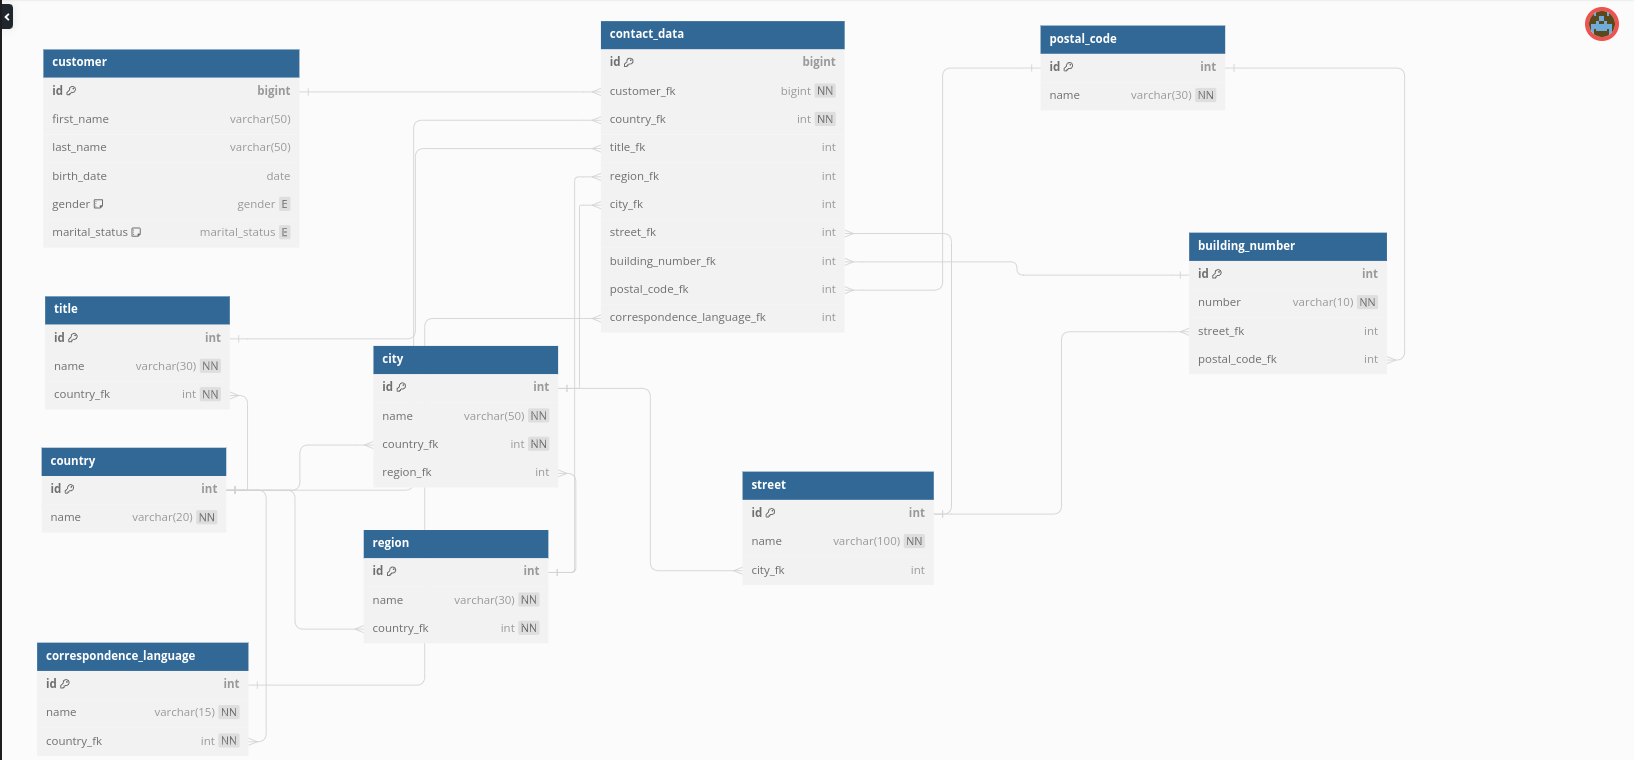 customer
id bigint
first_name varchar(50)
last_name varchar(50)
birth_date date
gender gender E
marital_status marital_status E
contact_data
id bigint
customer_fk bigint NN
country_fk int NN
title_fk int
region_fk int
city_fk int
street_fk int
building_number_fk int
postal_code_fk int
correspondence_language_fk int
postal_code
id int
name varchar(30) NN
building_number
id int
number varchar(10) NN
street_fk int
postal_code_fk int
title
id int
name varchar(30) NN
country_fk int NN
city
id int
name varchar(50) NN
country_fk int NN
region_fk int
country
id int
name varchar(20) NN
street
id int
name varchar(100) NN
city_fk int
region
id int
name varchar(30) NN
country_fk int NN
correspondence_language
id int
name varchar(15) NN
country_fk int NN